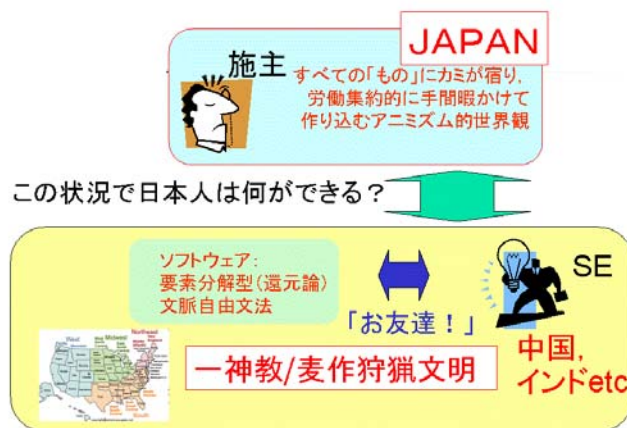 JAPAN
施主
すべての「もの」にカミが宿り,
労働集約的に手間暇かけて
作り込むアニミズム的世界観
この状況で日本人は何ができる？
ソフトウェア：
要素分解型(還元論)
文脈自由文法
SE
「お友達！」
一神教/麦作狩猟文明
中国,
インドetc
West
Midwest
Northeast
South